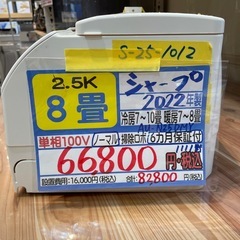 S-25-1012
2.5K
シャープ
8畳
2022年製
冷房7~10畳 暖房7~8畳
単相100V(ノーマル)掃除ロボ(6カ月保証付)
66800円・税込
設置費用:16,000円(税込) 合計:82800円(税込)